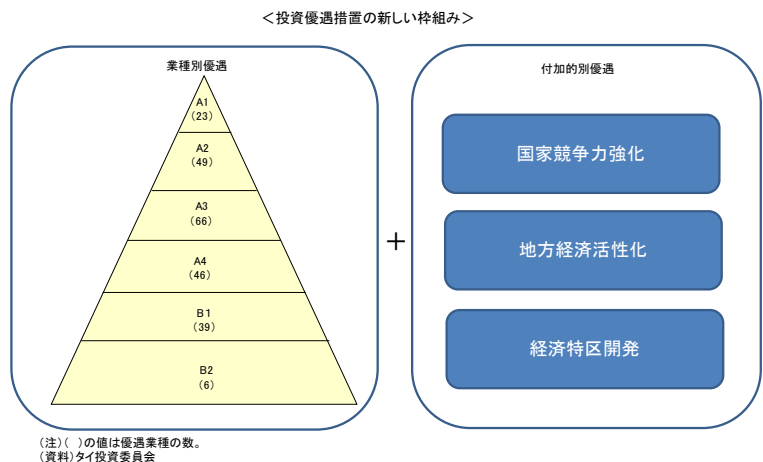 ＜投資優遇措置の新しい枠組み＞
業種別優遇
A1
（23）
A2
（49）
A3
（66）
A4
（46）
B1
（39）
B2
（6）
＋
付加的別優遇
国家競争力強化
地方経済活性化
経済特区開発
（注）（　）の値は優遇業種の数。
（資料）タイ投資委員会